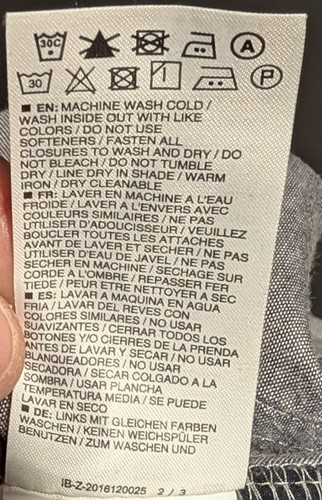 30C A
30 P
■ EN: MACHINE WASH COLD /
WASH INSIDE OUT WITH LIKE
COLORS / DO NOT USE
SOFTENERS / FASTEN ALL
CLOSURES TO WASH AND DRY / DO
NOT BLEACH / DO NOT TUMBLE
DRY / LINE DRY IN SHADE / WARM
IRON / DRY CLEANABLE
■ FR: LAVER EN MACHINE A L'EAU
FROIDE / LAVER A L'ENVERS AVEC
COULEURS SIMILAIRES / NE PAS
UTILISER D'ADOUCISSEUR / VEUILLEZ
BOUCLER TOUTES LES ATTACHES
AVANT DE LAVER ET SECHER / NE PAS
UTILISER D'EAU DE JAVEL / NE PAS
SECHER EN MACHINE / SECHAGE SUR
CORDE A L'OMBRE / REPASSER FER
TIEDE / PEUR ETRE NETTOYER A SEC
■ ES: LAVAR A MAQUINA EN AGUA
FRIA / LAVAR DEL REVES CON
COLORES SIMILARES / NO USAR
SUAVIZANTES / CERRAR TODOS LOS
BOTONES Y/O CIERRES DE LA PRENDA
ANTES DE LAVAR Y SECAR / NO USAR
BLANQUEADORES / NO USAR
SECADORA / SECAR COLGADO A LA
SOMBRA / USAR PLANCHA
TEMPERATURA MEDIA / SE PUEDE
LAVAR EN SECO
■ DE: LINKS MIT GLEICHEN FARBEN
WASCHEN / KEINEN WEICHSPÜLER
BENUTZEN / ZUM WASCHEN UND
IB-Z-2016120025 2 / 3